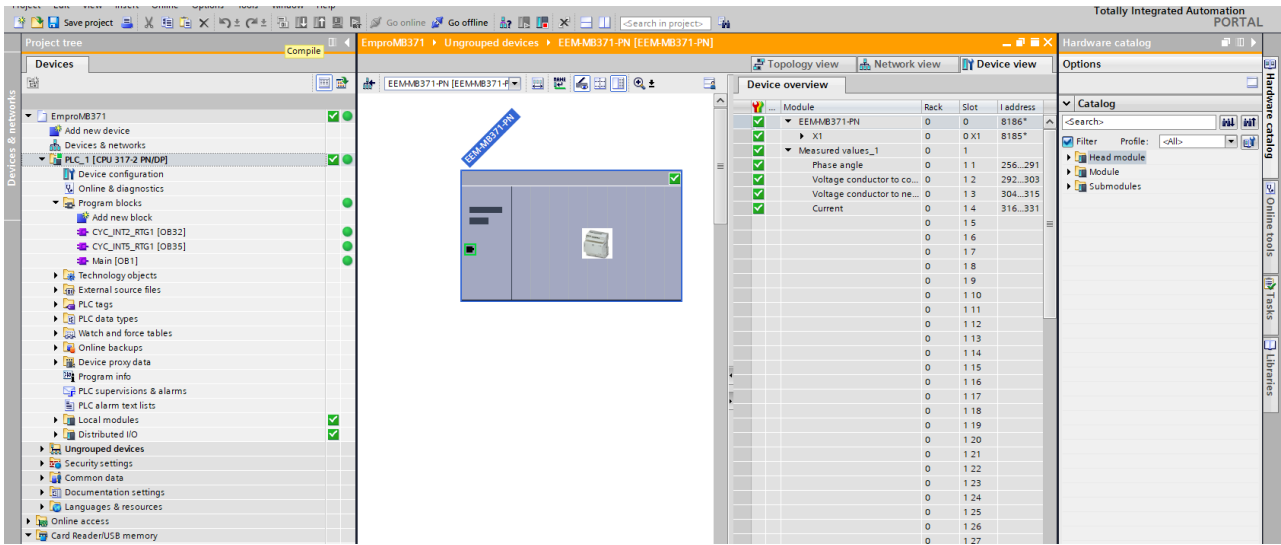 Project Edit View Insert Online Options Tools Window Help
Totally Integrated Automation
PORTAL
Save project
Go online
Go offline
<Search in project>
Project tree
Compile
Devices
EmproMB371
Add new device
Devices & networks
PLC_1 [CPU 317-2 PN/DP]
Device configuration
Online & diagnostics
Program blocks
Add new block
CYC_INT2_RTG1 [OB32]
CYC_INT5_RTG1 [OB35]
Main [OB1]
Technology objects
External source files
PLC tags
PLC data types
Watch and force tables
Online backups
Device proxy data
Program info
PLC supervisions & alarms
PLC alarm text lists
Local modules
Distributed I/O
Ungrouped devices
Security settings
Common data
Documentation settings
Languages & resources
Online access
Card Reader/USB memory
Devices & networks
EmproMB371 Ungrouped devices EEM-MB371-PN [EEM-MB371-PN]
Topology view Network view Device view
EEM-MB371-PN [EEM-MB371-P
EEM-MB371-PN
Device overview
... Module Rack Slot I address
EEM-MB371-PN 0 0 8186*
X1 0 0 X1 8185*
Measured values_1 0 1
Phase angle 0 1 1 256...291
Voltage conductor to co... 0 1 2 292...303
Voltage conductor to ne... 0 1 3 304...315
Current 0 1 4 316...331
0 1 5
0 1 6
0 1 7
0 1 8
0 1 9
0 1 10
0 1 11
0 1 12
0 1 13
0 1 14
0 1 15
0 1 16
0 1 17
0 1 18
0 1 19
0 1 20
0 1 21
0 1 22
0 1 23
0 1 24
0 1 25
0 1 26
0 1 27
Hardware catalog
Options
Catalog
<Search>
Filter Profile: <All>
Head module
Module
Submodules
Hardware catalog
Online tools
Tasks
Libraries